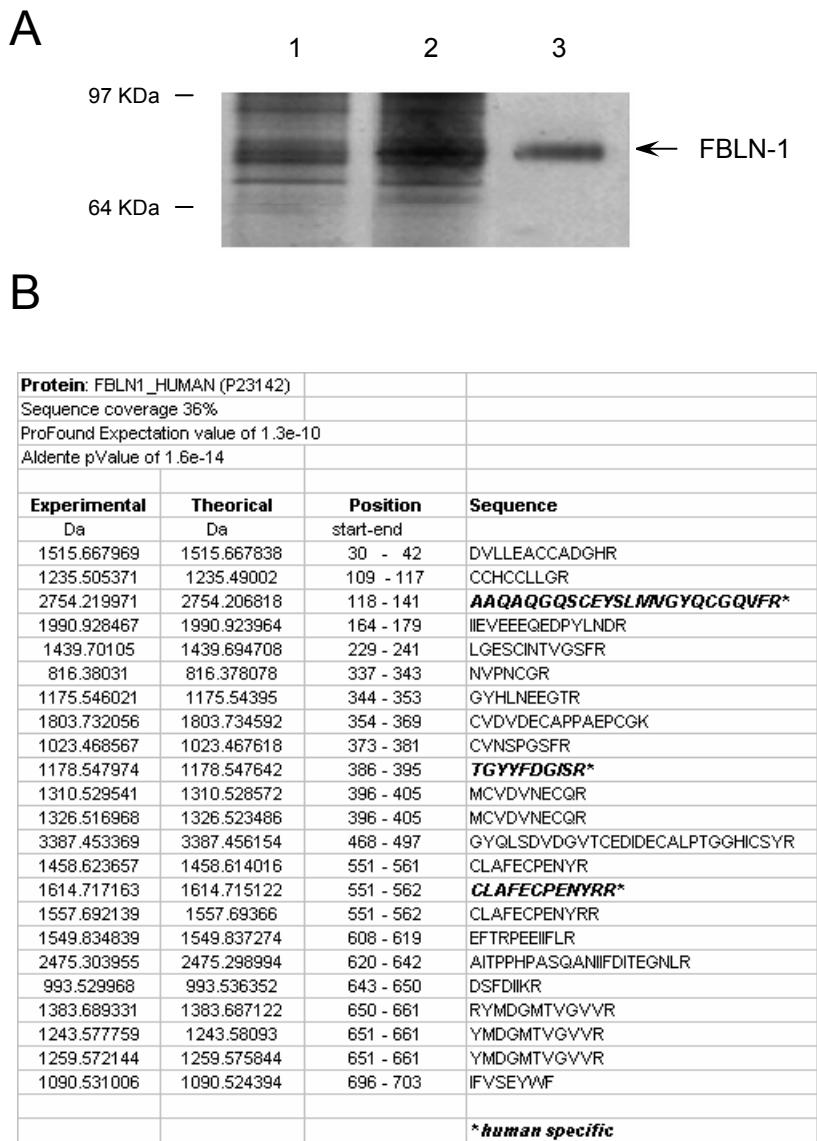 A
1 2 3
97 KDa
FBLN-1
64 KDa
B
Protein: FBLN1_HUMAN (P23142)
Sequence coverage 36%
ProFound Expectation value of 1.3e-10
Aldente pValue of 1.6e-14
Experimental Theorical Position Sequence
Da Da start-end
1515.667969 1515.667838 30 - 42 DVLLEACCADGHR
1235.505371 1235.49002 109 - 117 CCHCCLLGR
2754.219971 2754.206818 118 - 141 AAQAQGQSCEYSLMVGYQCGQVFR*
1990.928467 1990.923964 164 - 179 IIEVEEEQEDPYLNDR
1439.70105 1439.694708 229 - 241 LGESCINTVGSFR
816.38031 816.378078 337 - 343 NVPNCGR
1175.546021 1175.54395 344 - 353 GYHLNEEGTR
1803.732056 1803.734592 354 - 369 CVDVDECAPPAEPCGK
1023.468567 1023.467618 373 - 381 CVNSPGSFR
1178.547974 1178.547642 386 - 395 TGYYFDGISR*
1310.529541 1310.528572 396 - 405 MCVDVNECQR
1326.516968 1326.523486 396 - 405 MCVDVNECQR
3387.453369 3387.456154 468 - 497 GYQLSDVDGVTCEDIDECALPTGGHICSYR
1458.623657 1458.614016 551 - 561 CLAFECPENYR
1614.717163 1614.715122 551 - 562 CLAFECPENYRR*
1557.692139 1557.69366 551 - 562 CLAFECPENYRR
1549.834839 1549.837274 608 - 619 EFTRPEEIIFLR
2475.303955 2475.298994 620 - 642 AITPPHPASQANIIFDITEGNLR
993.529968 993.536352 643 - 650 DSFDIIKR
1383.689331 1383.687122 650 - 661 RYMDGMTVGVVR
1243.577759 1243.58093 651 - 661 YMDGMTVGVVR
1259.572144 1259.575844 651 - 661 YMDGMTVGVVR
1090.531006 1090.524394 696 - 703 IFVSEYWF
*human specific